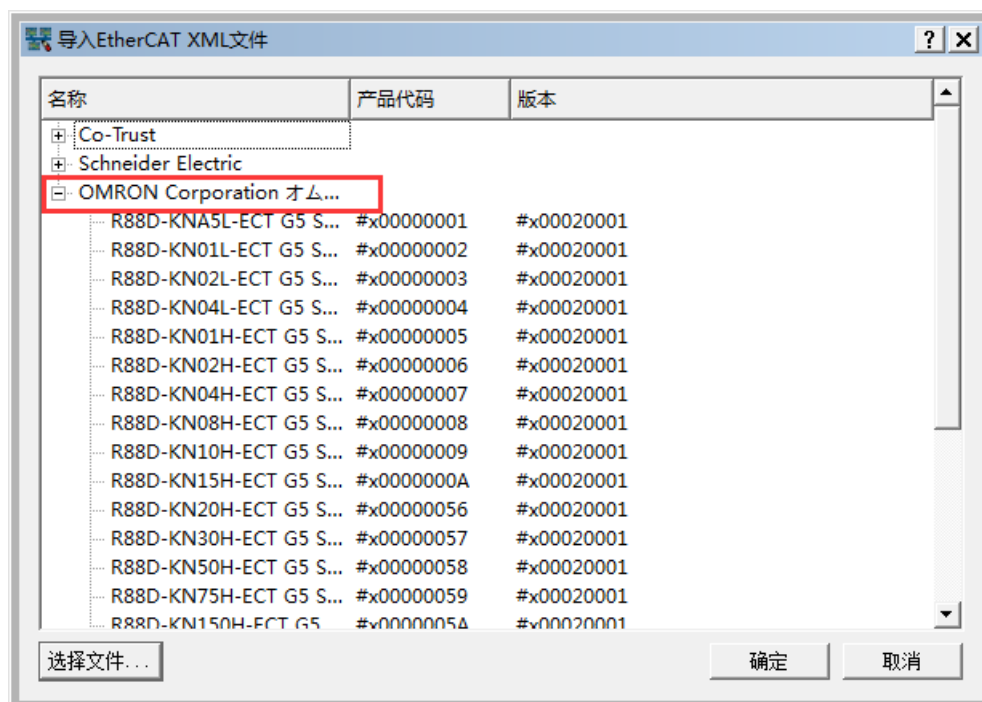 导入EtherCAT XML文件
名称 产品代码 版本
Co-Trust
Schneider Electric
OMRON Corporation オム...
R88D-KNA5L-ECT G5 S... #x00000001 #x00020001
R88D-KN01L-ECT G5 S... #x00000002 #x00020001
R88D-KN02L-ECT G5 S... #x00000003 #x00020001
R88D-KN04L-ECT G5 S... #x00000004 #x00020001
R88D-KN01H-ECT G5 S... #x00000005 #x00020001
R88D-KN02H-ECT G5 S... #x00000006 #x00020001
R88D-KN04H-ECT G5 S... #x00000007 #x00020001
R88D-KN08H-ECT G5 S... #x00000008 #x00020001
R88D-KN10H-ECT G5 S... #x00000009 #x00020001
R88D-KN15H-ECT G5 S... #x0000000A #x00020001
R88D-KN20H-ECT G5 S... #x00000056 #x00020001
R88D-KN30H-ECT G5 S... #x00000057 #x00020001
R88D-KN50H-ECT G5 S... #x00000058 #x00020001
R88D-KN75H-ECT G5 S... #x00000059 #x00020001
R88D-KN150H-ECT G5 #x0000005A #x00020001
选择文件... 确定 取消